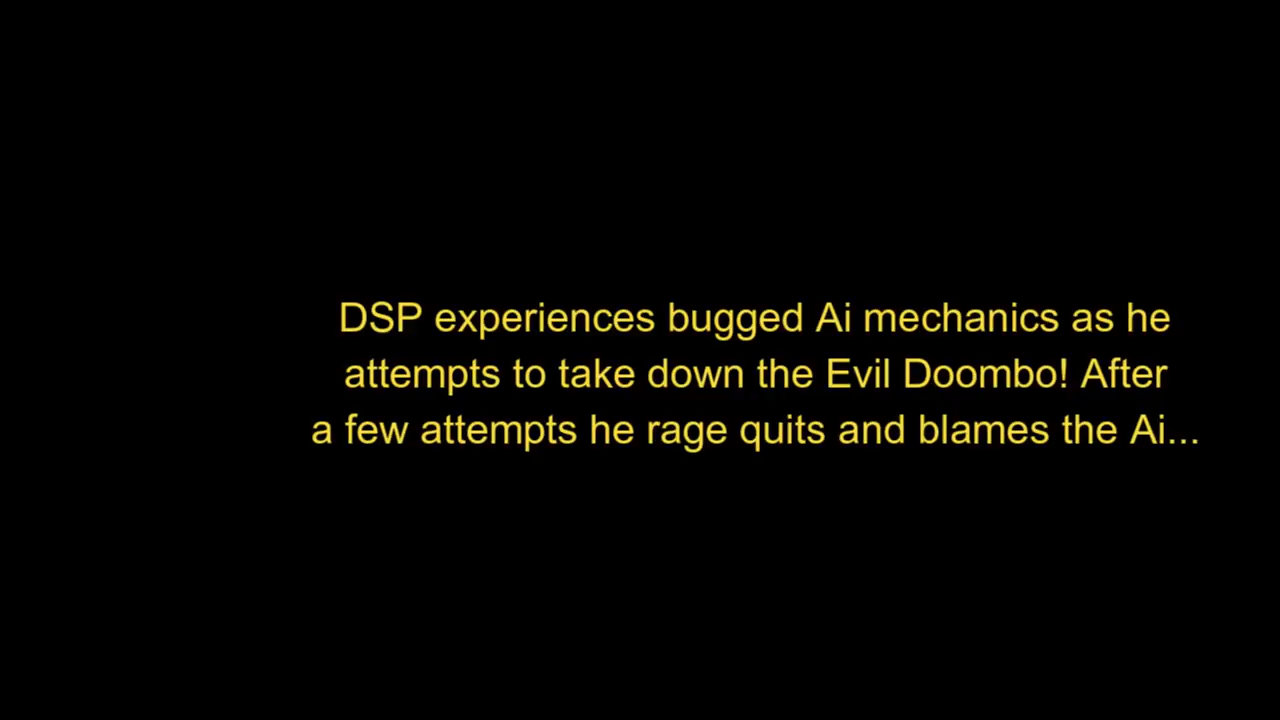 DSP experiences bugged Ai mechanics as he
attempts to take down the Evil Doombo! After
a few attempts he rage quits and blames the Ai...